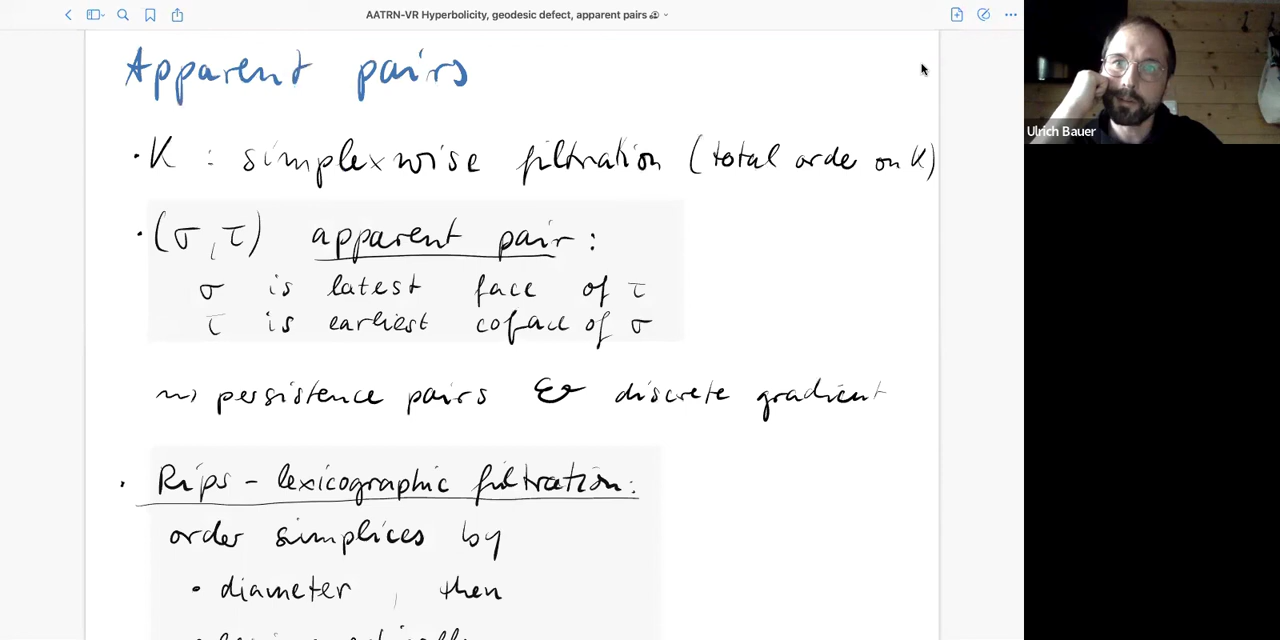 AATRN-VR Hyperbolicity, geodesic defect, apparent pairs
Apparent pairs
• K : simplexwise filtration (total order on K)
• (σ, τ) apparent pair :
σ is latest face of τ
τ is earliest coface of σ
⇝ persistence pairs & discrete gradient
• Rips - lexicographic filtration:
order simplices by
• diameter , then
Ulrich Bauer